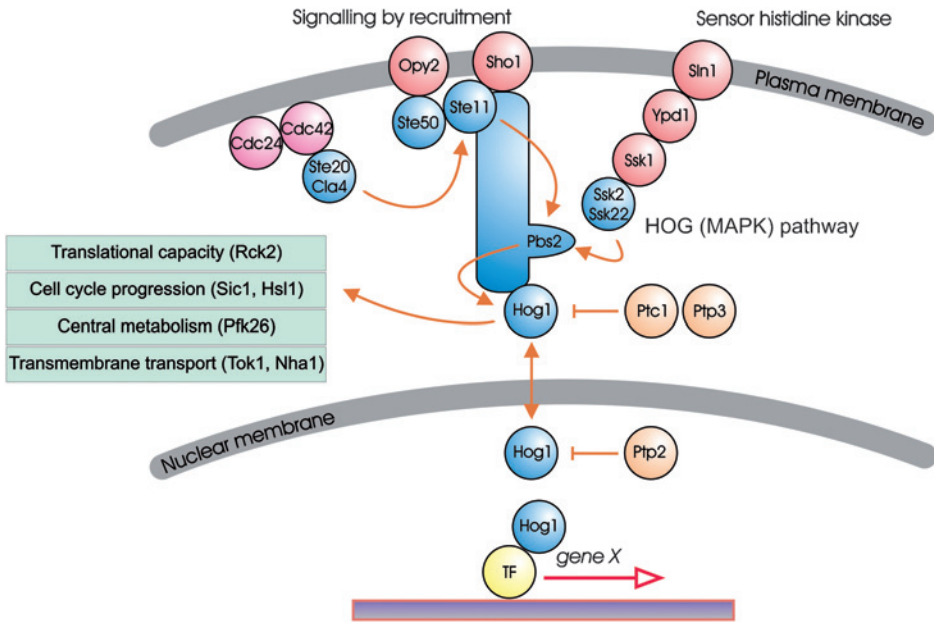 Signalling by recruitment
Sensor histidine kinase
Opy2
Sho1
Sln1
Plasma membrane
Ste50
Ste11
Ypd1
Cdc24
Cdc42
Ssk1
Ste20
Cla4
Ssk2
Ssk22
HOG (MAPK) pathway
Pbs2
Translational capacity (Rck2)
Cell cycle progression (Sic1, Hsl1)
Central metabolism (Pfk26)
Transmembrane transport (Tok1, Nha1)
Hog1
Ptc1
Ptp3
Nuclear membrane
Hog1
Ptp2
Hog1
gene X
TF